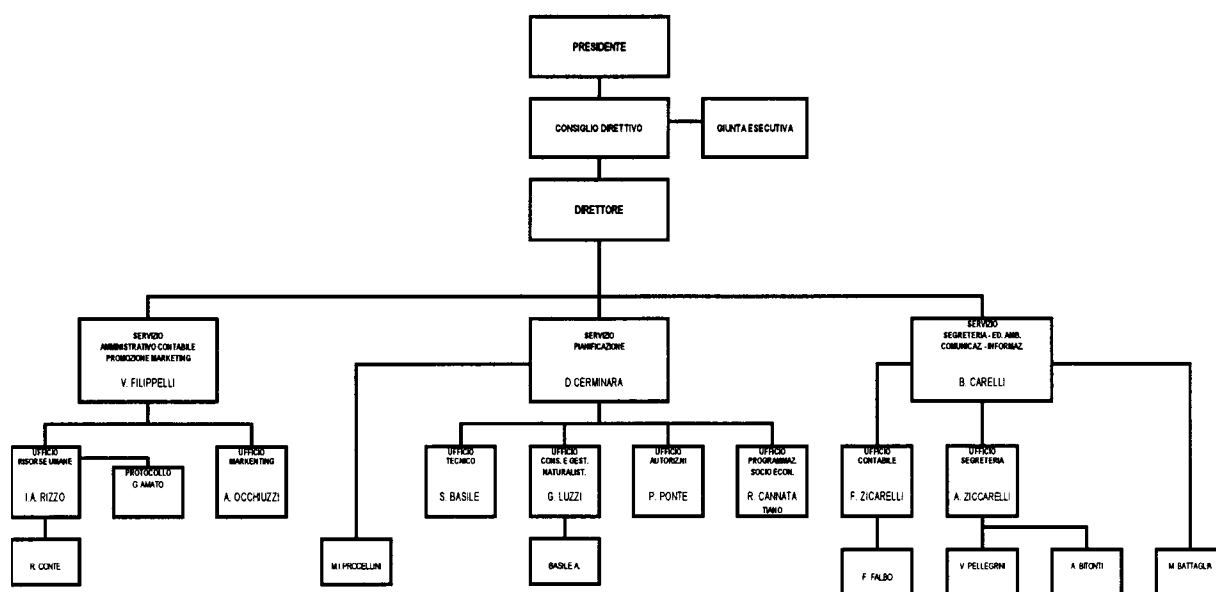 PRESIDENTE
CONSIGLIO DIRETTIVO
GIUNTA ESECUTIVA
DIRETTORE
SERVIZIO
AMMINISTRATIVO CONTABILE
PROMOZIONE MARKETING
V. FILIPPELLI
SERVIZIO
PIANIFICAZIONE
D.CERMINARA
SERVIZIO
SEGRETERIA - ED. AMB.
COMUNICAZ. - INFORMAZ.
B. CARELLI
UFFICIO
RISORSE UMANE
I.A. RIZZO
PROTOCOLLO
G. AMATO
UFFICIO
MARKENTING
A. OCCHIUZZI
UFFICIO
TECNICO
S. BASILE
UFFICIO
CONS. E GEST.
NATURALIST.
G. LUZZI
UFFICIO
AUTORIZ.NI
P. PONTE
UFFICIO
PROGRAMMAZ.
SOCIO ECON.
R. CANNATA
TIANO
UFFICIO
CONTABILE
F. ZICARELLI
UFFICIO
SEGRETERIA
A. ZICCARELLI
R. CONTE
M.I PROCELLINI
BASILE A.
F. FALBO
V. PELLEGRINI
A. BITONTI
M. BATTAGLIA